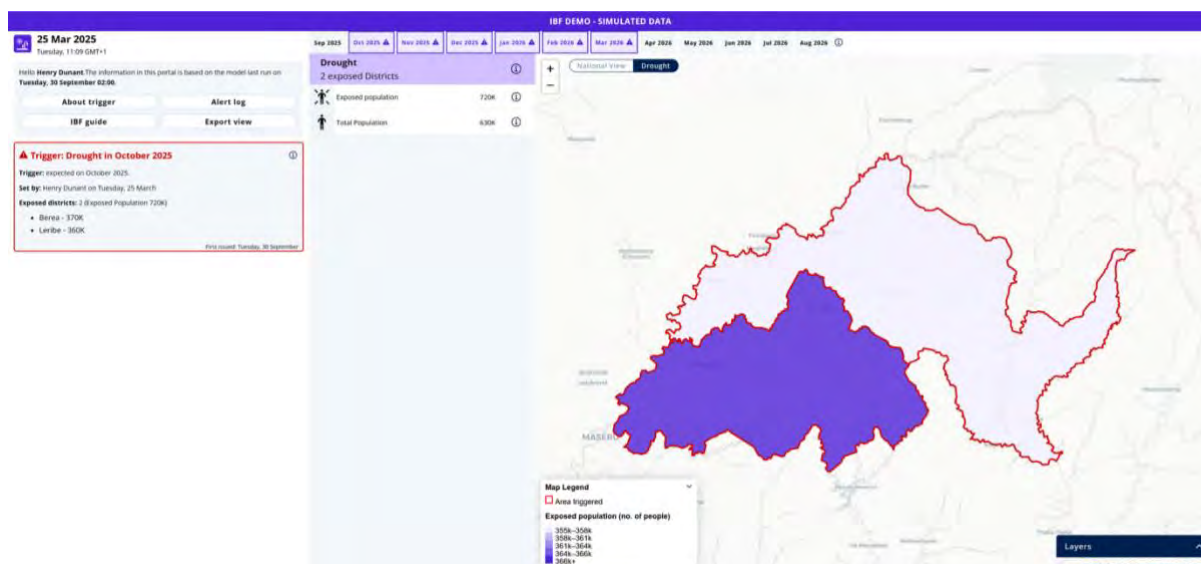 IBF DEMO - SIMULATED DATA
25 Mar 2025
Tuesday, 11:09 GMT+1
Hello Henry Dunant.The information in this portal is based on the model last run on
Tuesday, 30 September 02:00.
About trigger
Alert log
IBF guide
Export view
Trigger: Drought in October 2025
Trigger: expected on October 2025.
Set by: Henry Dunant on Tuesday, 25 March
Exposed districts: 2 (Exposed Population 720K)
Berea - 370K
Leribe - 360K
First issued: Tuesday, 30 September
Sep 2025 Oct 2025 Nov 2025 Dec 2025 Jan 2026 Feb 2026 Mar 2026 Apr 2026 May 2026 Jun 2026 Jul 2026 Aug 2026
Drought
2 exposed Districts
Exposed population 720K
Total Population 630K
+
−
National View Drought
MASERU
Map Legend
Area triggered
Exposed population (no. of people)
355k–358k
358k–361k
361k–364k
364k–366k
366k+
Layers